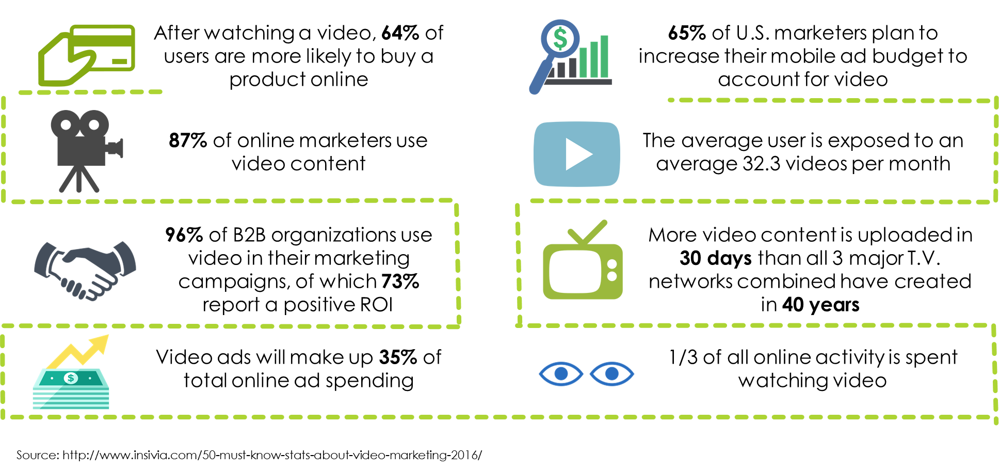 After watching a video, 64% of
users are more likely to buy a
product online
87% of online marketers use
video content
96% of B2B organizations use
video in their marketing
campaigns, of which 73%
report a positive ROI
Video ads will make up 35% of
total online ad spending
65% of U.S. marketers plan to
increase their mobile ad budget to
account for video
The average user is exposed to an
average 32.3 videos per month
More video content is uploaded in
30 days than all 3 major T.V.
networks combined have created
in 40 years
1/3 of all online activity is spent
watching video
$
$
Source: http://www.insivia.com/50-must-know-stats-about-video-marketing-2016/